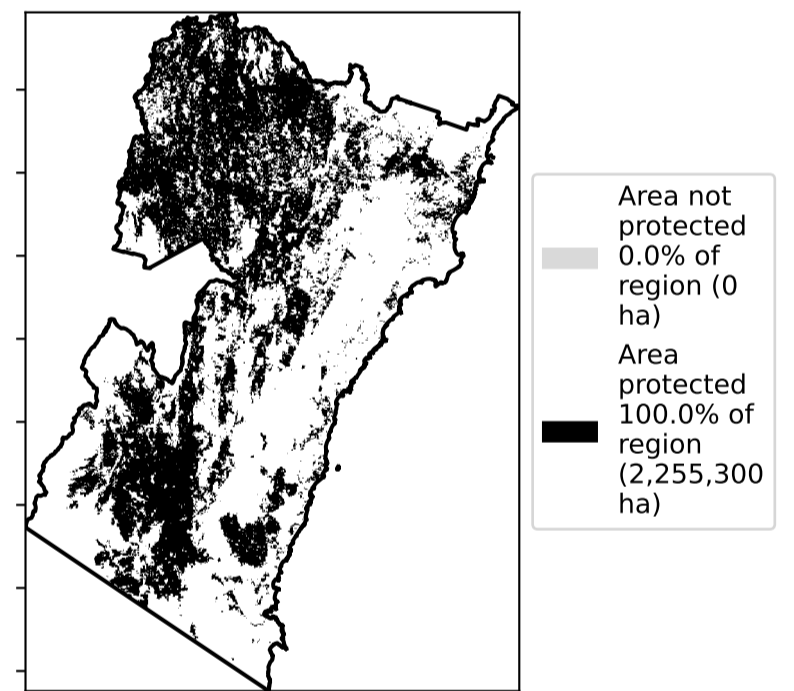 Area not
protected
0.0% of
region (0
ha)
Area
protected
100.0% of
region
(2,255,300
ha)